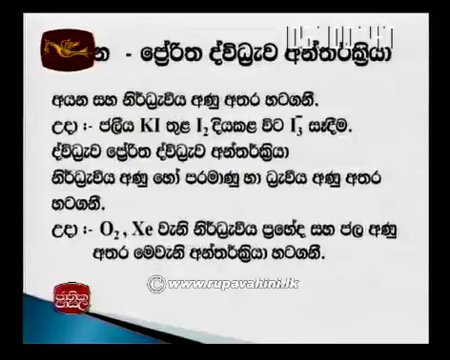 න - ප්‍රේරිත ද්විධ්‍රැව අන්තර්ක්‍රියා
අයන සහ නිර්ධ්‍රැවීය අණු අතර හටගනී.
උදා :- ජලීය KI තුළ I₂ දියකළ විට I₃⁻ සෑදීම.
ද්විධ්‍රැව ප්‍රේරිත ද්විධ්‍රැව අන්තර්ක්‍රියා
නිර්ධ්‍රැවීය අණු හෝ පරමාණු හා ධ්‍රැවීය අණු අතර
හටගනී.
උදා :- O₂ , Xe වැනි නිර්ධ්‍රැවීය ප්‍රභේද සහ ජල අණු
අතර මෙවැනි අන්තර්ක්‍රියා හටගනී.
© www.rupavahini.lk